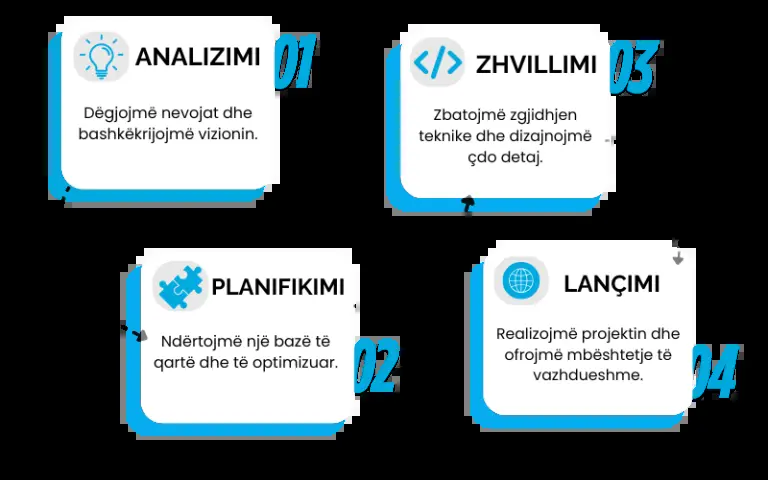 ANALIZIMI
01
Dëgjojmë nevojat dhe
bashkëkrijojmë vizionin.
PLANIFIKIMI
02
Ndërtojmë një bazë të
qartë dhe të optimizuar.
</> ZHVILLIMI
03
Zbatojmë zgjidhjen
teknike dhe dizajnojmë
çdo detaj.
LANÇIMI
04
Realizojmë projektin dhe
ofrojmë mbështetje të
vazhdueshme.